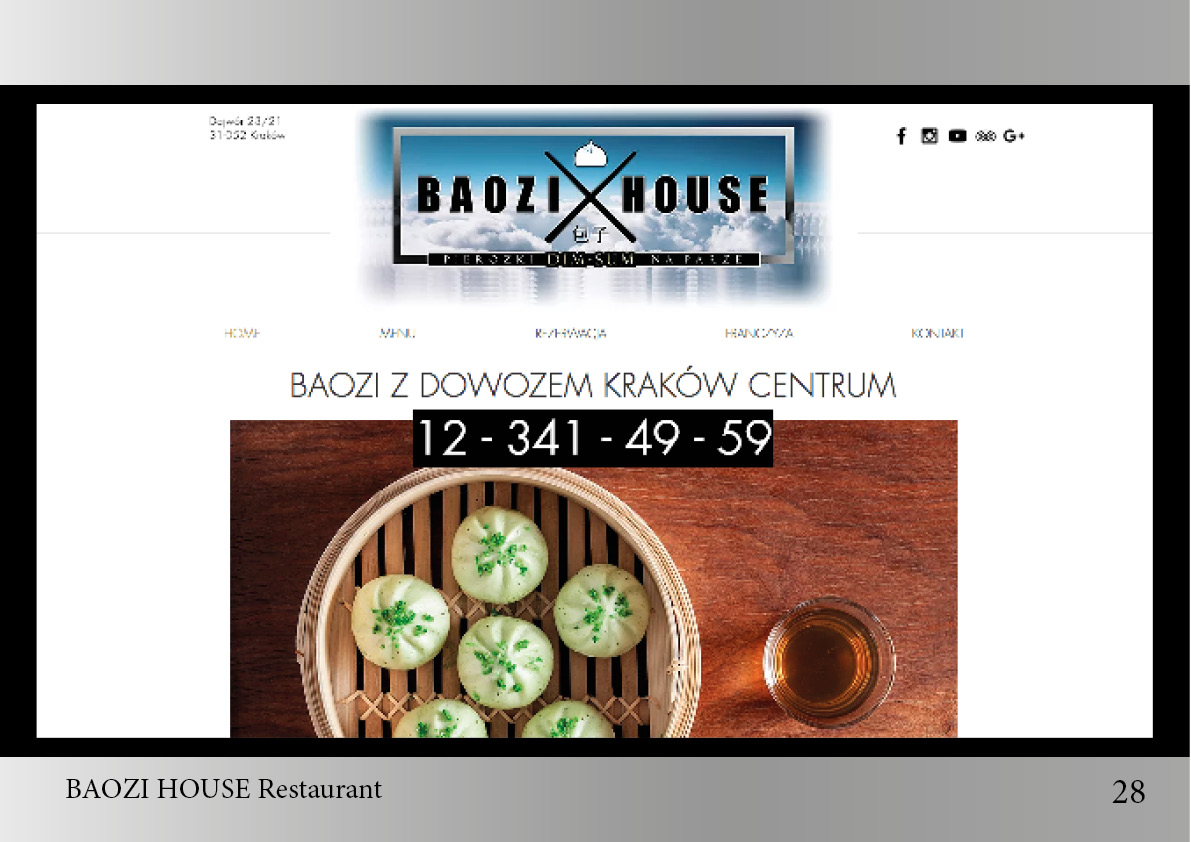 Dajwór 23/21
31-052 Kraków
BAOZI HOUSE
包子
PIEROŻKI DIM-SUM NA PARZE
HOME MENU REZERWACJA FRANCZYZA KONTAKT
BAOZI Z DOWOZEM KRAKÓW CENTRUM
12 - 341 - 49 - 59
BAOZI HOUSE Restaurant
28